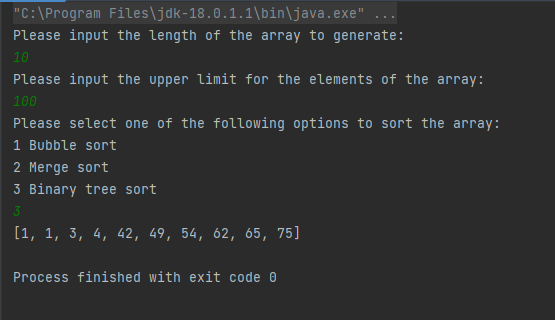 "C:\Program Files\jdk-18.0.1.1\bin\java.exe" ...
Please input the length of the array to generate:
10
Please input the upper limit for the elements of the array:
100
Please select one of the following options to sort the array:
1 Bubble sort
2 Merge sort
3 Binary tree sort
3
[1, 1, 3, 4, 42, 49, 54, 62, 65, 75]
Process finished with exit code 0